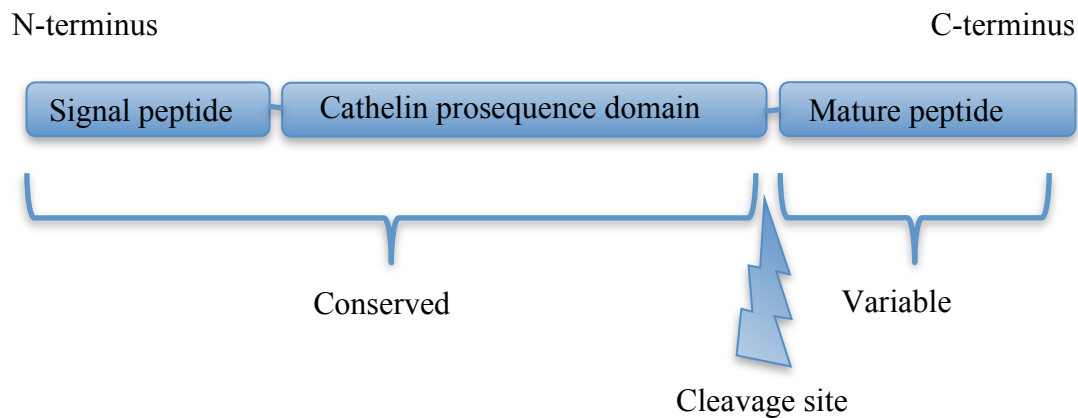 N-terminus
C-terminus
Signal peptide
Cathelin prosequence domain
Mature peptide
Conserved
Variable
Cleavage site